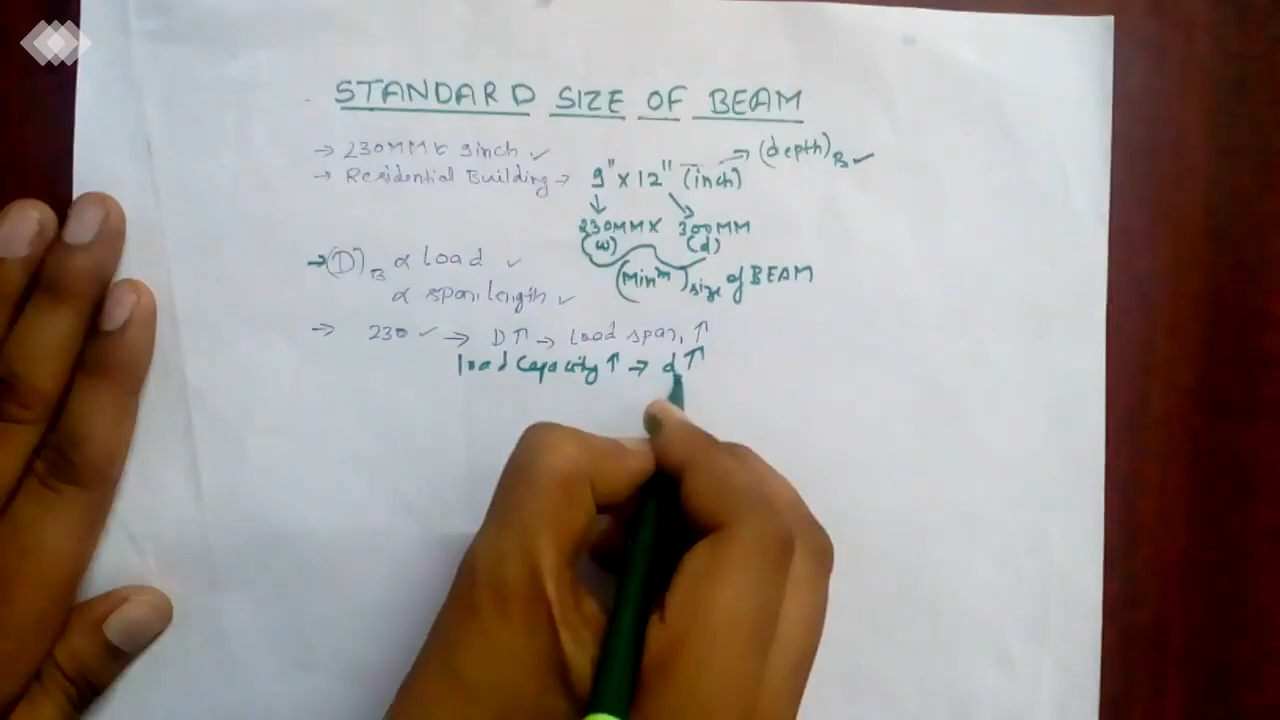 STANDARD SIZE OF BEAM
→ 230MM & 9inch ✓
→ (depth)B ✓
→ Residential Building → 9" x 12" (inch)
230MM x 300MM
(w) (d)
→ (D)B ∝ load ✓
(Minm) size of BEAM
∝ span length ✓
→ 230 ✓ → D↑ → Load span, ↑
load capacity ↑ → d↑